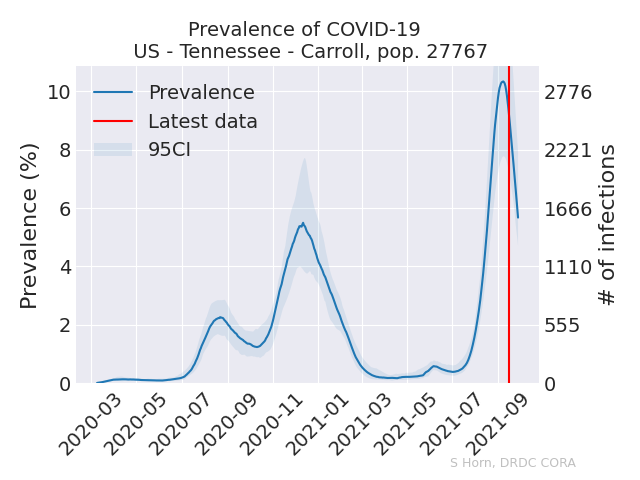 Prevalence of COVID-19
US - Tennessee - Carroll, pop. 27767
Prevalence
Latest data
95CI
Prevalence (%)
10
8
6
4
2
0
# of infections
2776
2221
1666
1110
555
0
2020-03
2020-05
2020-07
2020-09
2020-11
2021-01
2021-03
2021-05
2021-07
2021-09
S Horn, DRDC CORA